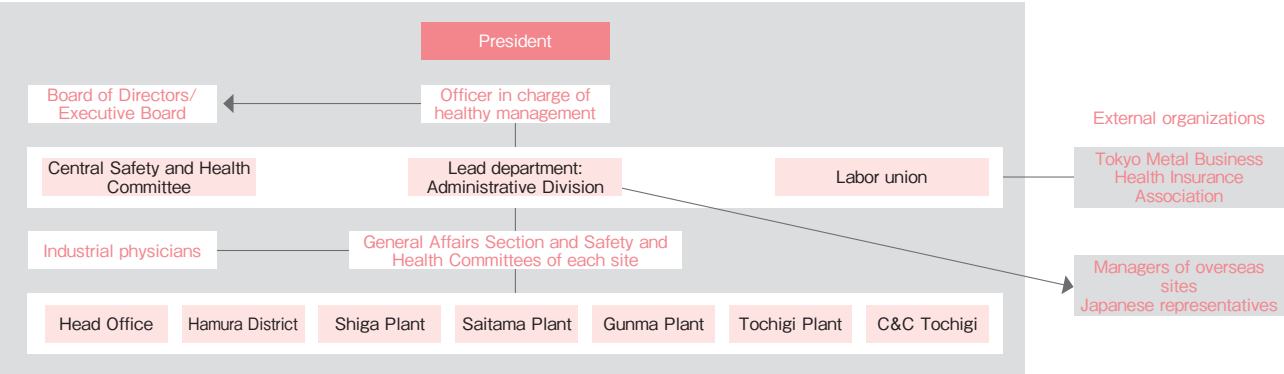 President
Board of Directors/
Executive Board
Officer in charge of
healthy management
External organizations
Central Safety and Health
Committee
Lead department:
Administrative Division
Labor union
Tokyo Metal Business
Health Insurance
Association
Industrial physicians
General Affairs Section and Safety and
Health Committees of each site
Managers of overseas
sites
Japanese representatives
Head Office
Hamura District
Shiga Plant
Saitama Plant
Gunma Plant
Tochigi Plant
C&C Tochigi